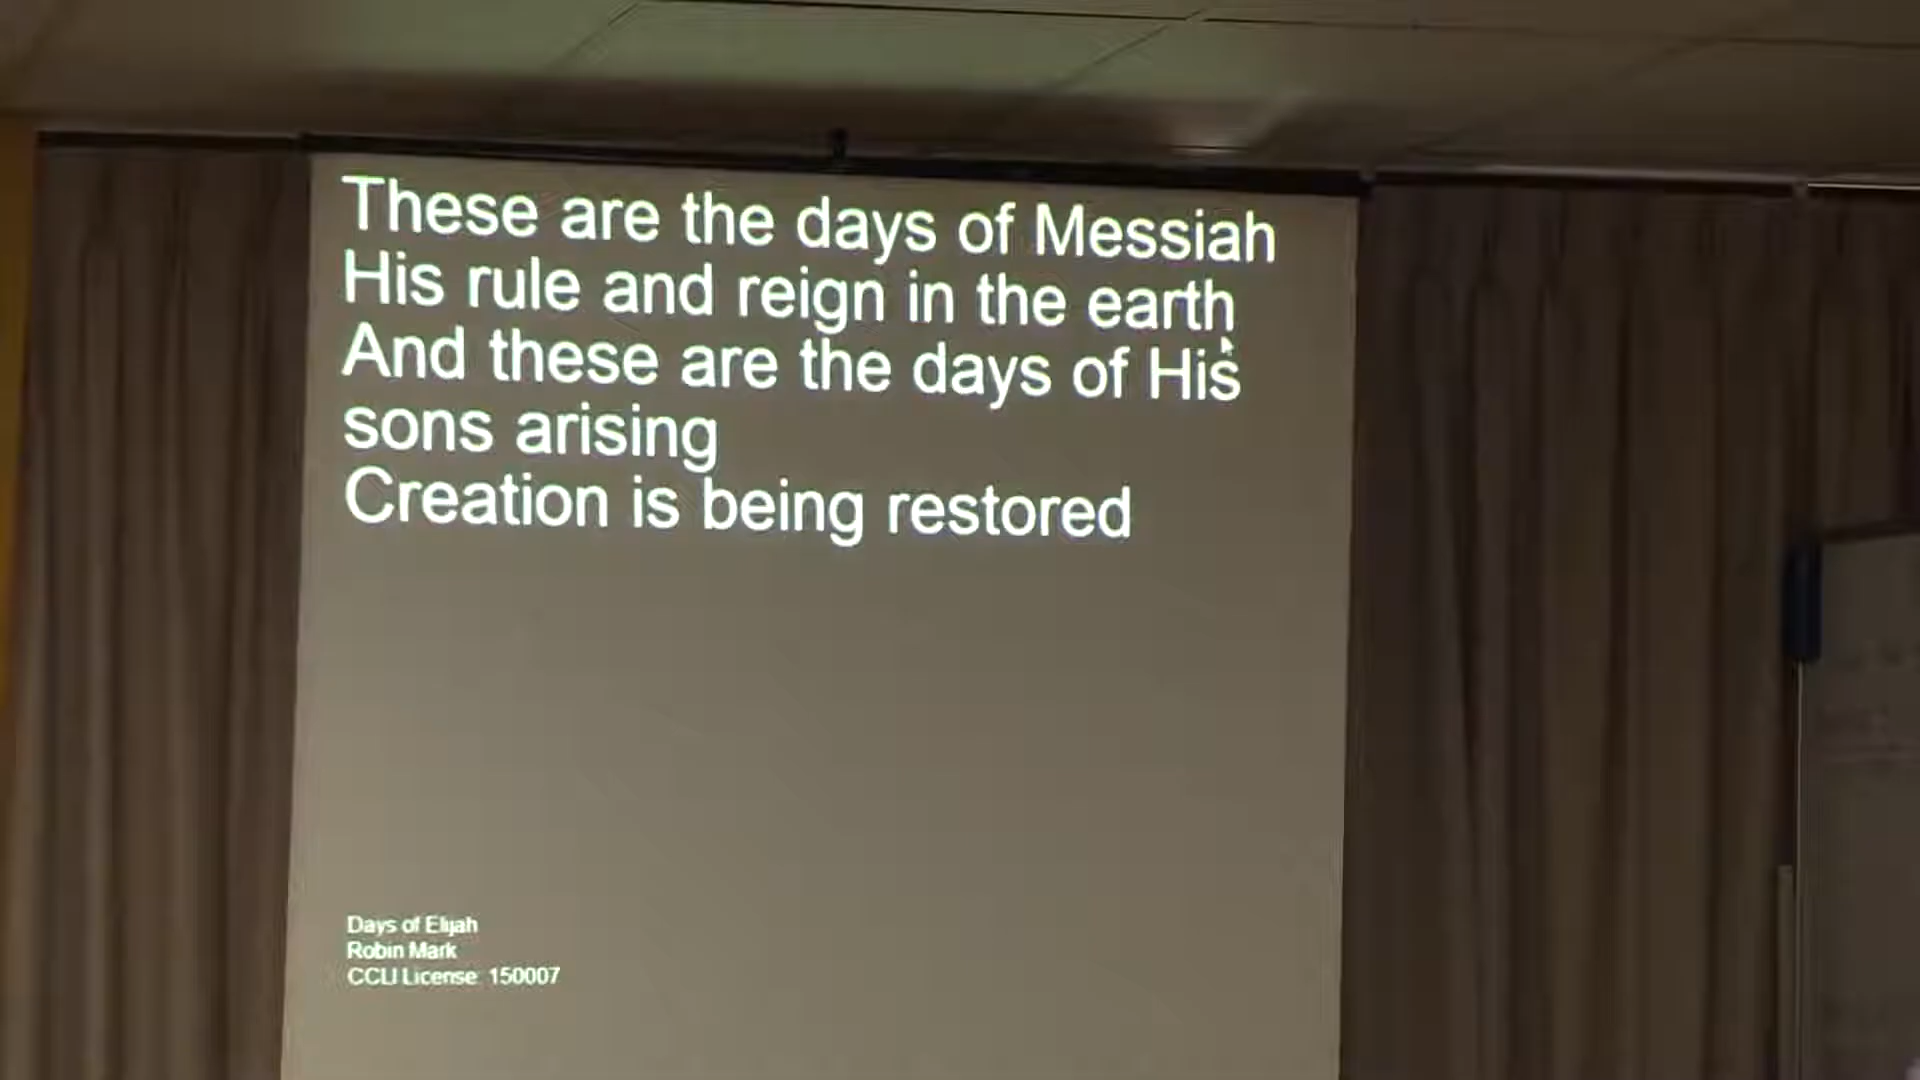 These are the days of Messiah
His rule and reign in the earth
And these are the days of His
sons arising
Creation is being restored
Days of Elijah
Robin Mark
CCLI License: 150007